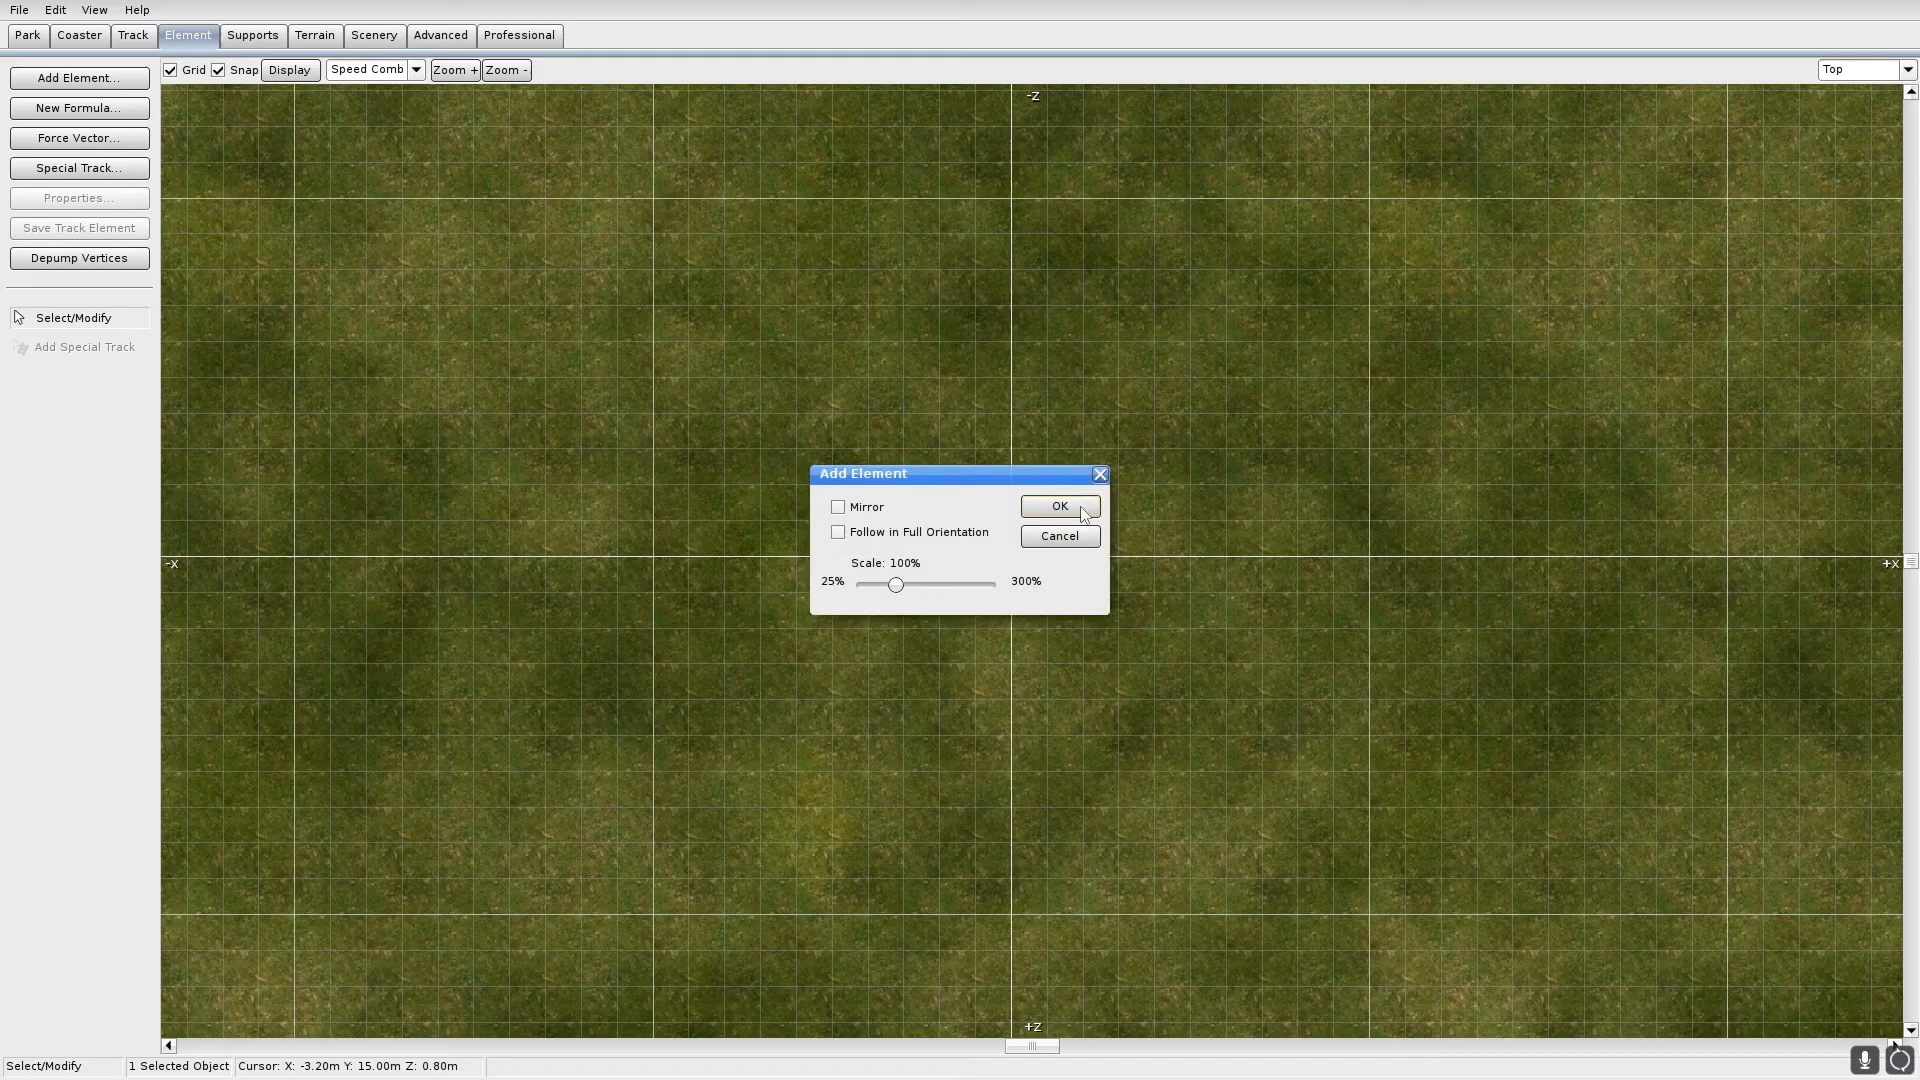 File Edit View Help
Park Coaster Track Element Supports Terrain Scenery Advanced Professional
Grid Snap Display Speed Comb Zoom + Zoom - Top
Add Element...
New Formula...
Force Vector...
Special Track...
Properties...
Save Track Element
Depump Vertices
Select/Modify
Add Special Track
-Z
-X
+X
+Z
Add Element
Mirror
OK
Follow in Full Orientation
Cancel
Scale: 100%
25% 300%
Select/Modify 1 Selected Object Cursor: X: -3.20m Y: 15.00m Z: 0.80m